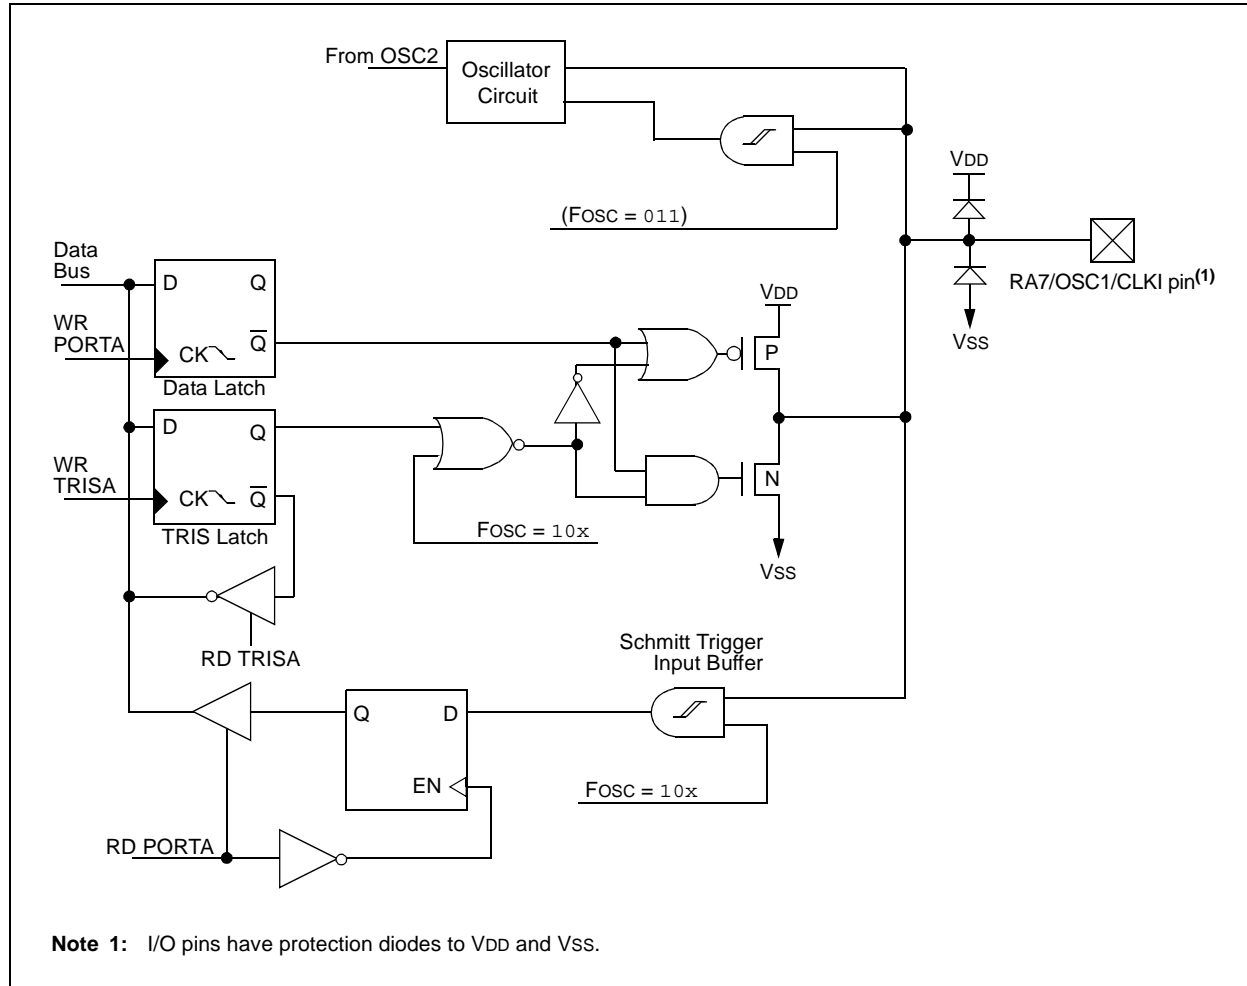 From OSC2
Oscillator
Circuit
(FOSC = 011)
VDD
RA7/OSC1/CLKI pin(1)
VSS
Data
Bus
D Q
WR
PORTA
CK Q
Data Latch
VDD
P
D Q
WR
TRISA
CK Q
TRIS Latch
FOSC = 10x
N
VSS
RD TRISA
Schmitt Trigger
Input Buffer
Q D
EN
FOSC = 10x
RD PORTA
Note 1: I/O pins have protection diodes to VDD and VSS.